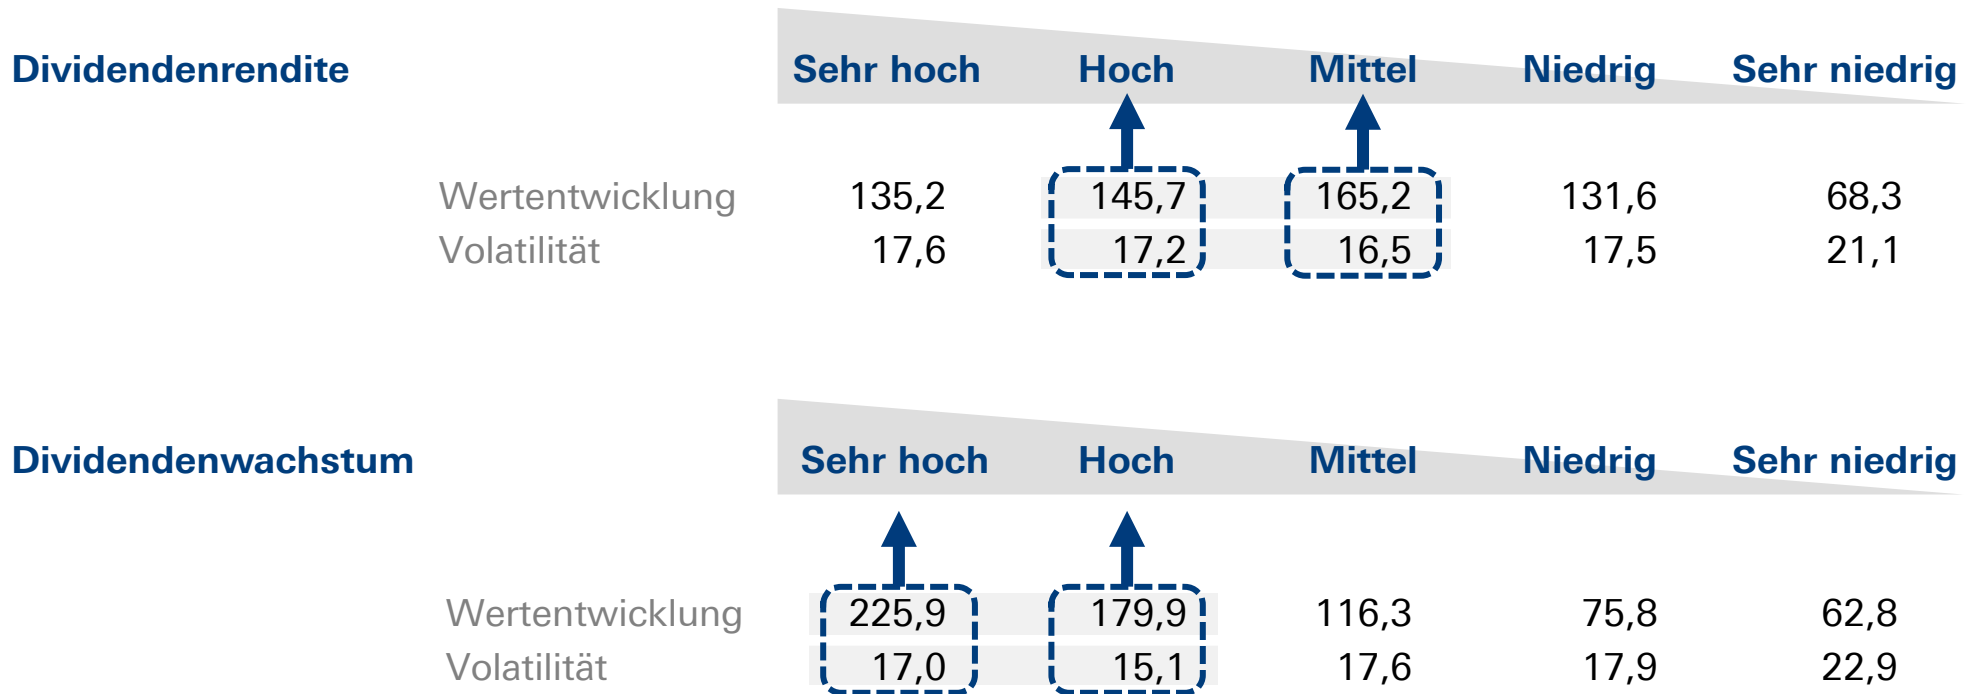 Dividendenrendite Sehr hoch Hoch Mittel Niedrig Sehr niedrig
Wertentwicklung 135,2 145,7 165,2 131,6 68,3
Volatilität 17,6 17,2 16,5 17,5 21,1
Dividendenwachstum Sehr hoch Hoch Mittel Niedrig Sehr niedrig
Wertentwicklung 225,9 179,9 116,3 75,8 62,8
Volatilität 17,0 15,1 17,6 17,9 22,9